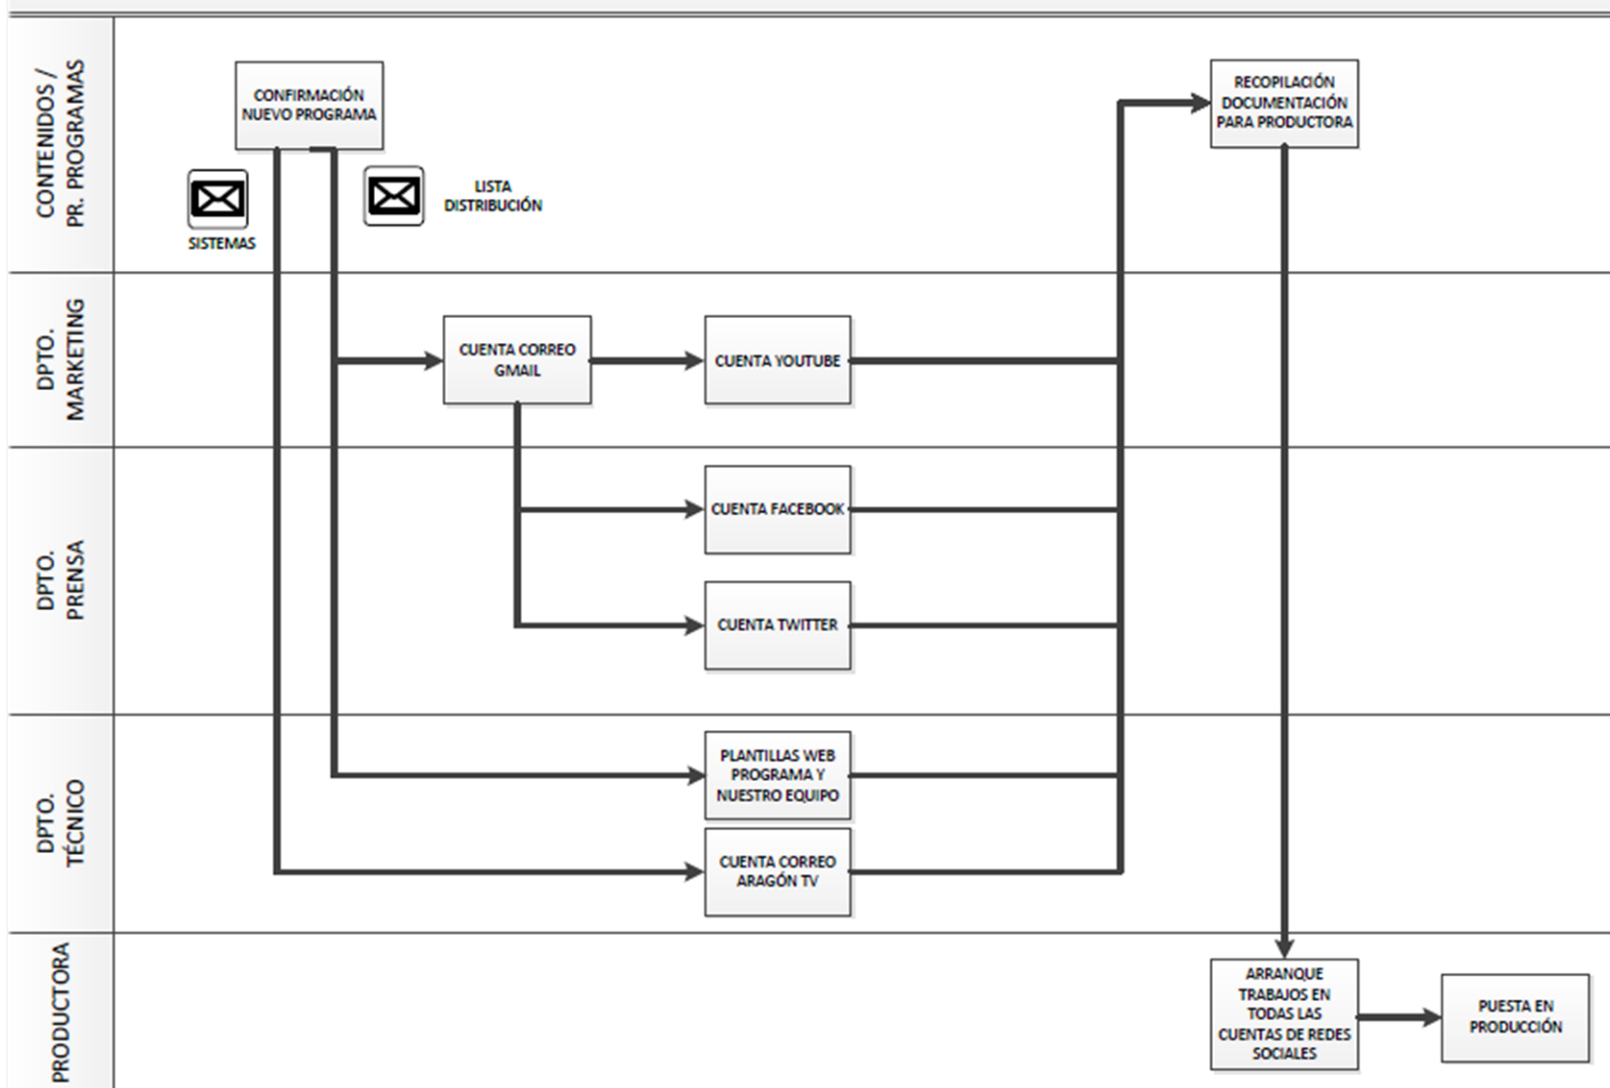 CONTENIDOS /
PR. PROGRAMAS
CONFIRMACIÓN
NUEVO PROGRAMA
SISTEMAS
LISTA
DISTRIBUCIÓN
RECOPILACIÓN
DOCUMENTACIÓN
PARA PRODUCTORA
DPTO.
MARKETING
CUENTA CORREO
GMAIL
CUENTA YOUTUBE
DPTO.
PRENSA
CUENTA FACEBOOK
CUENTA TWITTER
DPTO.
TÉCNICO
PLANTILLAS WEB
PROGRAMA Y
NUESTRO EQUIPO
CUENTA CORREO
ARAGÓN TV
PRODUCTORA
ARRANQUE
TRABAJOS EN
TODAS LAS
CUENTAS DE REDES
SOCIALES
PUESTA EN
PRODUCCIÓN